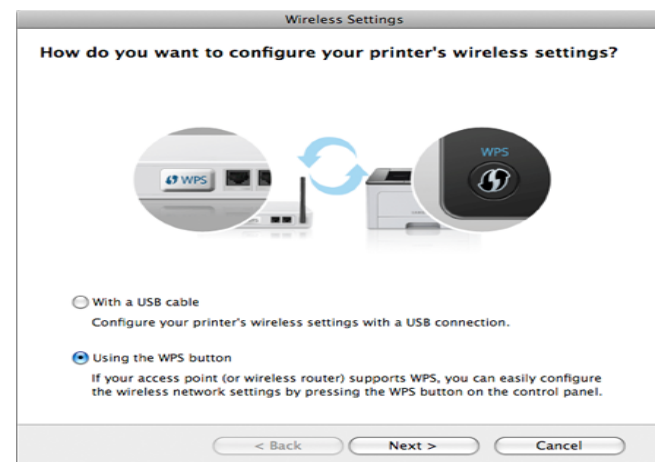 Wireless Settings
How do you want to configure your printer's wireless settings?
WPS
WPS
With a USB cable
Configure your printer's wireless settings with a USB connection.
Using the WPS button
If your access point (or wireless router) supports WPS, you can easily configure
the wireless network settings by pressing the WPS button on the control panel.
< Back Next > Cancel